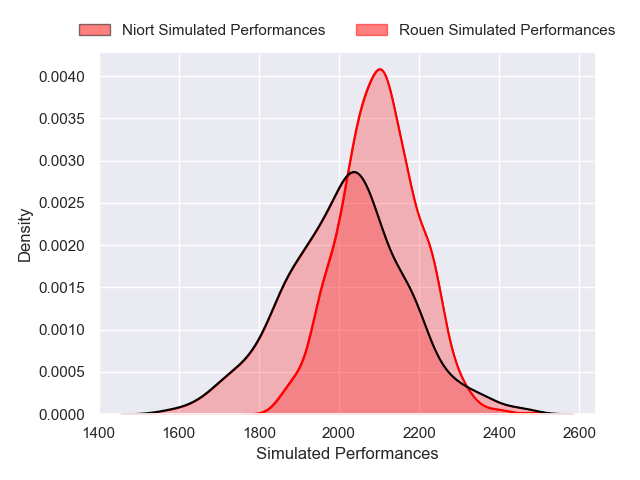 Niort Simulated Performances
Rouen Simulated Performances
0.0040
0.0035
0.0030
0.0025
0.0020
0.0015
0.0010
0.0005
0.0000
Density
1400 1600 1800 2000 2200 2400 2600
Simulated Performances